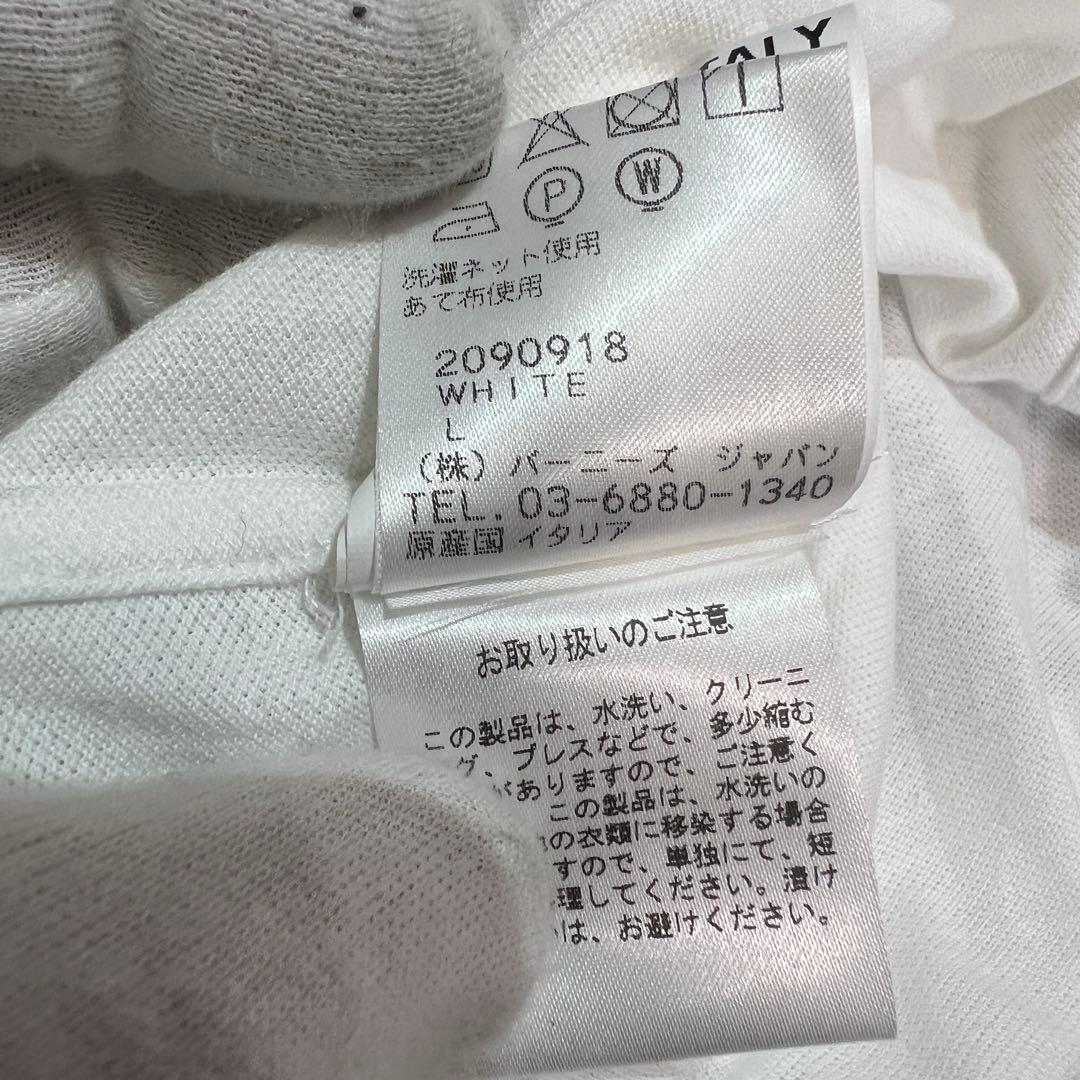 P W
洗濯ネット使用
あて布使用
2090918
WHITE
L
(株) バーニーズ ジャパン
TEL. 03-6880-1340
原産国 イタリア
お取り扱いのご注意
この製品は、水洗い、クリーニ
グ、プレスなどで、多少縮む
がありますので、ご注意く
この製品は、水洗いの
の衣類に移染する場合
すので、単独にて、短
理してください。漬け
は、お避けください。